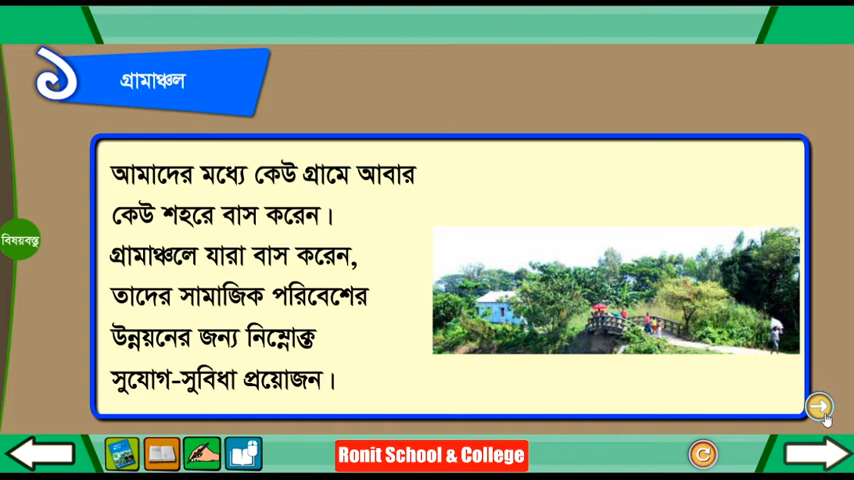 ১
গ্রামাঞ্চল
আমাদের মধ্যে কেউ গ্রামে আবার
কেউ শহরে বাস করেন।
গ্রামাঞ্চলে যারা বাস করেন,
তাদের সামাজিক পরিবেশের
উন্নয়নের জন্য নিম্নোক্ত
সুযোগ-সুবিধা প্রয়োজন।
বিষয়বস্তু
Ronit School & College